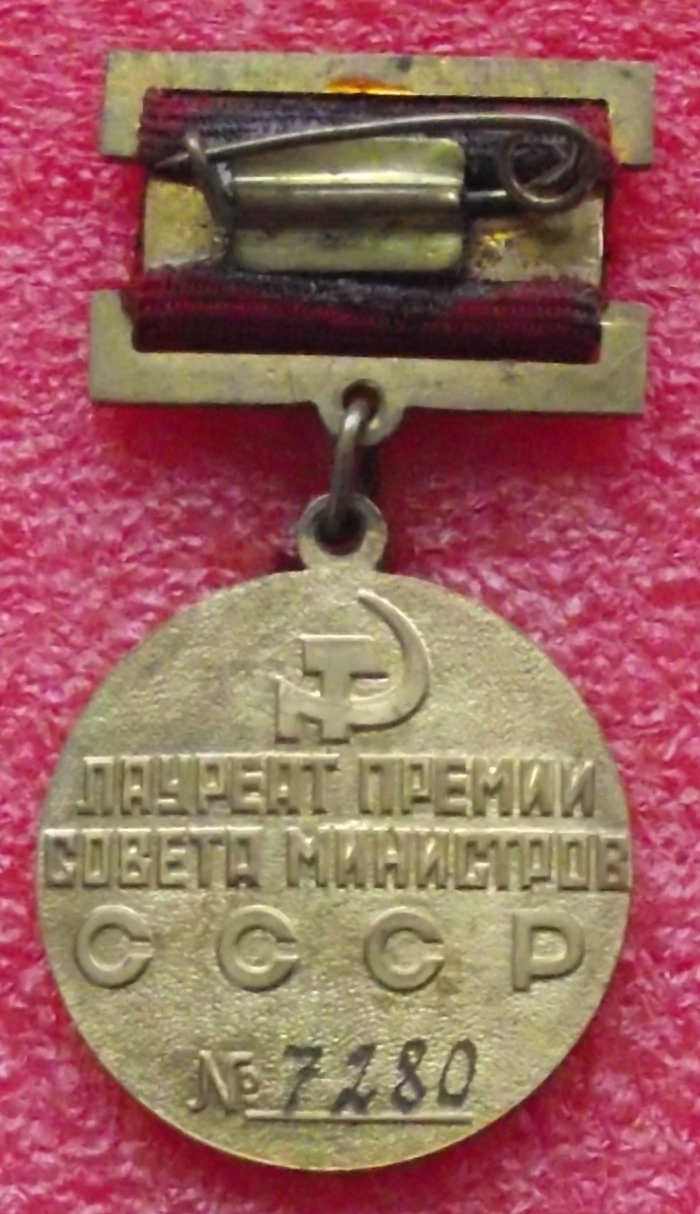 ЛАУРЕАТ ПРЕМИИ
СОВЕТА МИНИСТРОВ
СССР
№ 7280